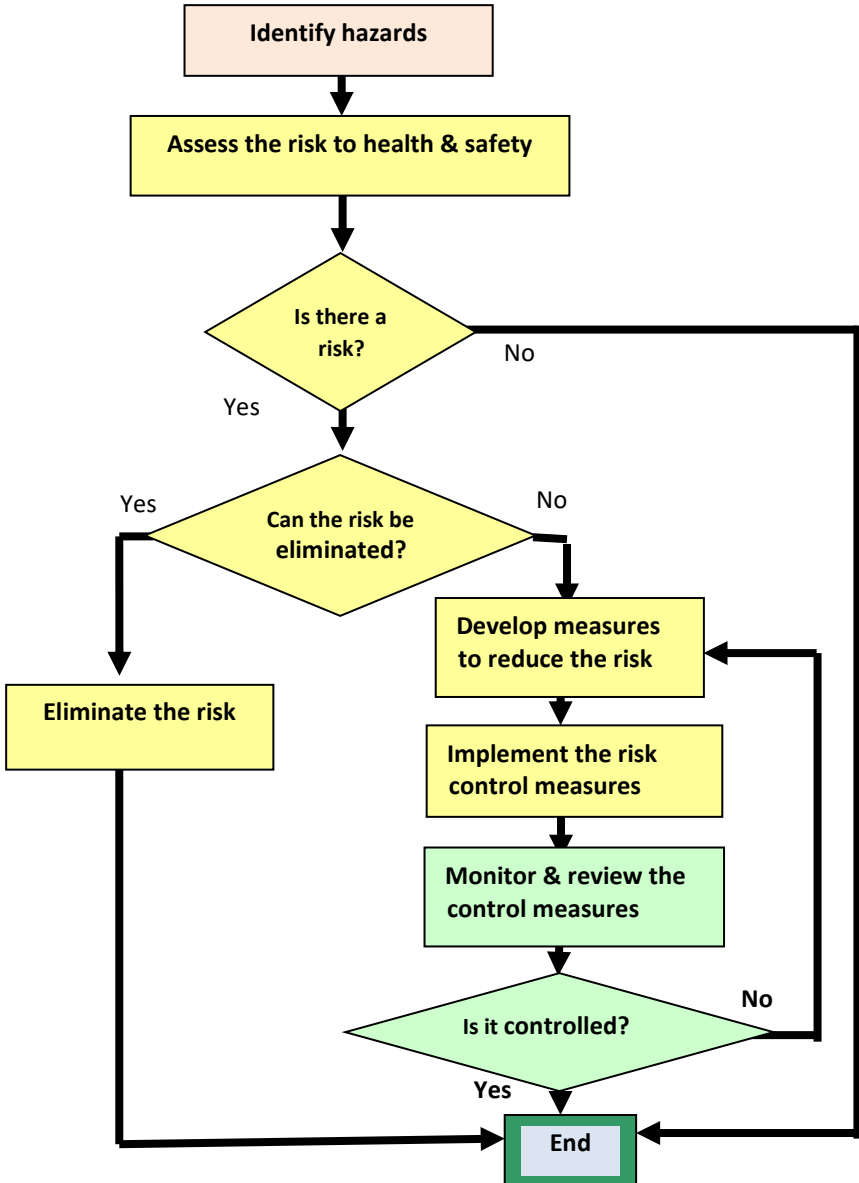 Identify hazards
Assess the risk to health & safety
Is there a
risk?
No
Yes
Yes
No
Can the risk be
eliminated?
Develop measures
to reduce the risk
Eliminate the risk
Implement the risk
control measures
Monitor & review the
control measures
No
Is it controlled?
Yes
End